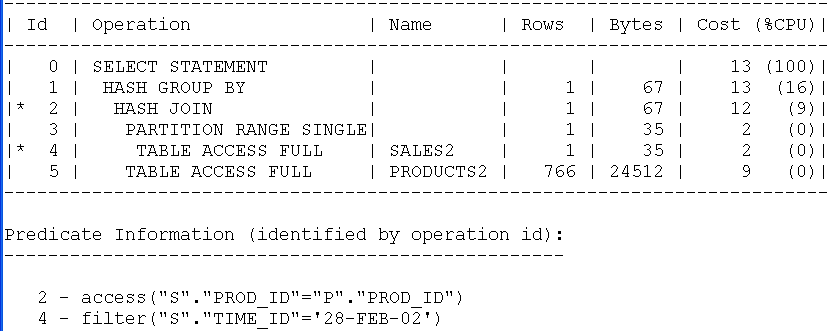 | Id | Operation | Name | Rows | Bytes | Cost (%CPU)|
| 0 | SELECT STATEMENT | | | | 13 (100)|
| 1 | HASH GROUP BY | | 1 | 67 | 13 (16)|
|* 2 | HASH JOIN | | 1 | 67 | 12 (9)|
| 3 | PARTITION RANGE SINGLE| | 1 | 35 | 2 (0)|
|* 4 | TABLE ACCESS FULL | SALES2 | 1 | 35 | 2 (0)|
| 5 | TABLE ACCESS FULL | PRODUCTS2 | 766 | 24512 | 9 (0)|
Predicate Information (identified by operation id):
2 - access("S"."PROD_ID"="P"."PROD_ID")
4 - filter("S"."TIME_ID"='28-FEB-02')